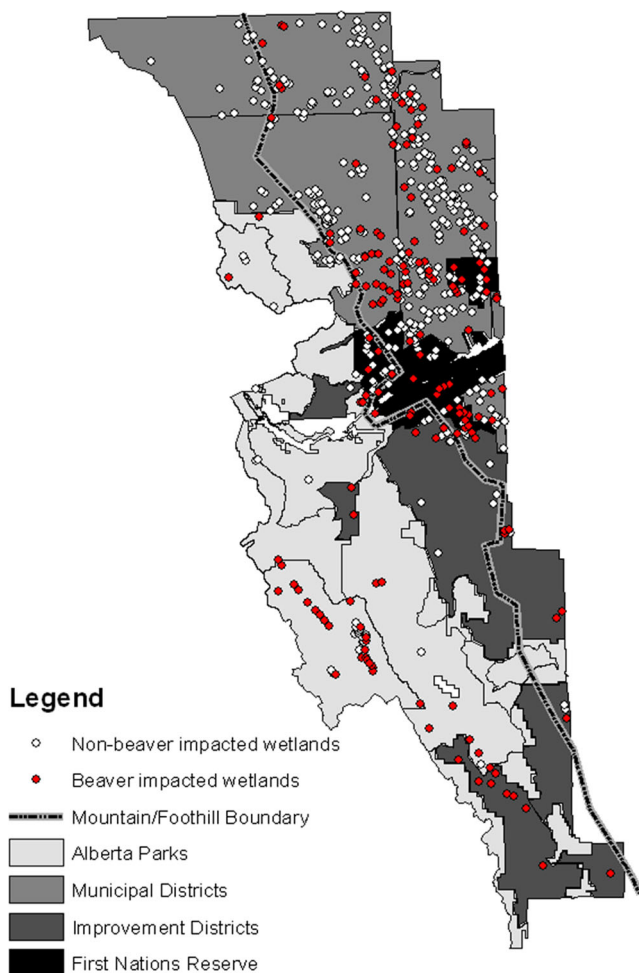 Legend
Non-beaver impacted wetlands
Beaver impacted wetlands
Mountain/Foothill Boundary
Alberta Parks
Municipal Districts
Improvement Districts
First Nations Reserve